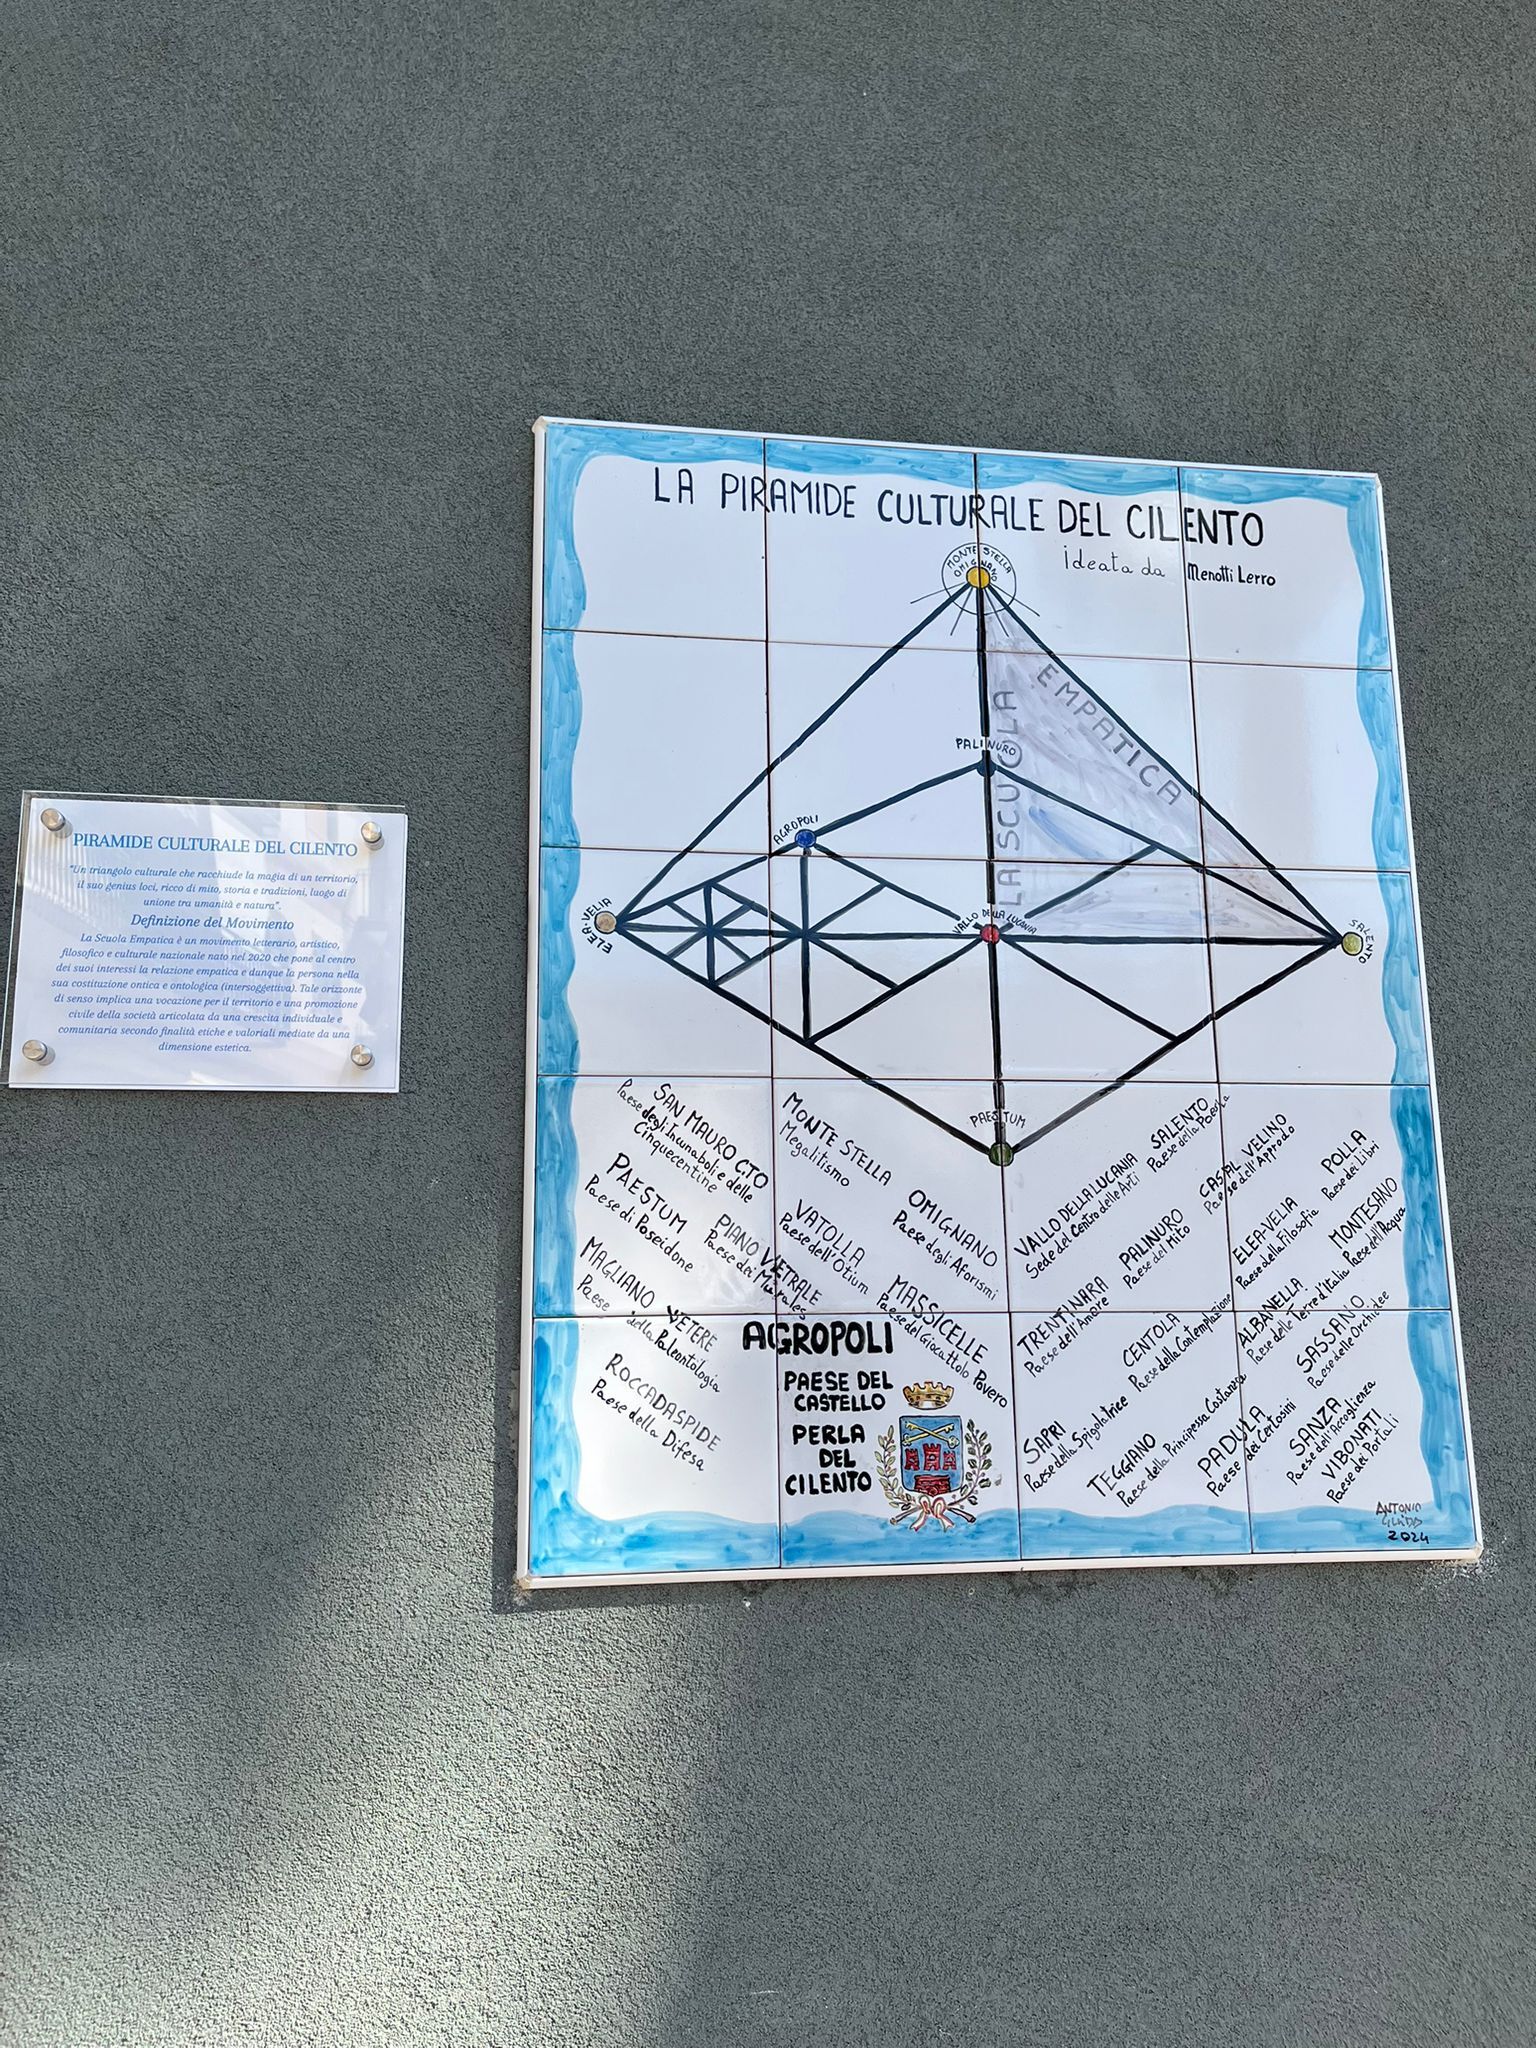 PIRAMIDE CULTURALE DEL CILENTO
"Un triangolo culturale che racchiude la magia di un territorio,
il suo genius loci, ricco di mito, storia e tradizioni, luogo di
unione tra umanità e natura".
Definizione del Movimento
La Scuola Empatica è un movimento letterario, artistico,
filosofico e culturale nazionale nato nel 2020 che pone al centro
dei suoi interessi la relazione empatica e dunque la persona nella
sua costituzione ontica e ontologica (intersoggettiva). Tale orizzonte
di senso implica una vocazione per il territorio e una promozione
civile della società articolata da una crescita individuale e
comunitaria secondo finalità etiche e valoriali mediate da una
dimensione estetica.
LA PIRAMIDE CULTURALE DEL CILENTO
ideata da Menotti Lerro
MONTE STELLA
OMIGNANO
LA SCUOLA
EMPATICA
PALINURO
AGROPOLI
ELEA-VELIA
VALLO DELLA LUCANIA
SALENTO
PAESTUM
SAN MAURO C.TO
Paese degli Incunaboli e delle
Cinquecentine
MONTE STELLA
Megalitismo
PAESTUM
Paese di Poseidone
PIANO VETRALE
Paese dei Murales
VATOLLA
Paese dell'Otium
OMIGNANO
Paese degli Aforismi
MAGLIANO VETERE
Paese della Paleontologia
MASSICELLE
Paese del Giocattolo Povero
ROCCADASPIDE
Paese della Difesa
AGROPOLI
PAESE DEL
CASTELLO
PERLA
DEL
CILENTO
VALLO DELLA LUCANIA
Sede del Centro delle Arti
SALENTO
Paese della Poesia
CASAL VELINO
Paese dell'Approdo
POLLA
Paese dei Libri
TRENTINARA
Paese dell'Amore
PALINURO
Paese del Mito
ELEA-VELIA
Paese della Filosofia
MONTESANO
Paese dell'Acqua
CENTOLA
Paese della Contemplazione
ALBANELLA
Paese delle Terre d'Italia
SASSANO
Paese delle Orchidee
SAPRI
Paese della Spigolatrice
TEGGIANO
Paese della Principessa Costanza
PADULA
Paese dei Certosini
SANZA
Paese dell'Accoglienza
VIBONATI
Paese dei Portali
ANTONIO
GUIDA
2024